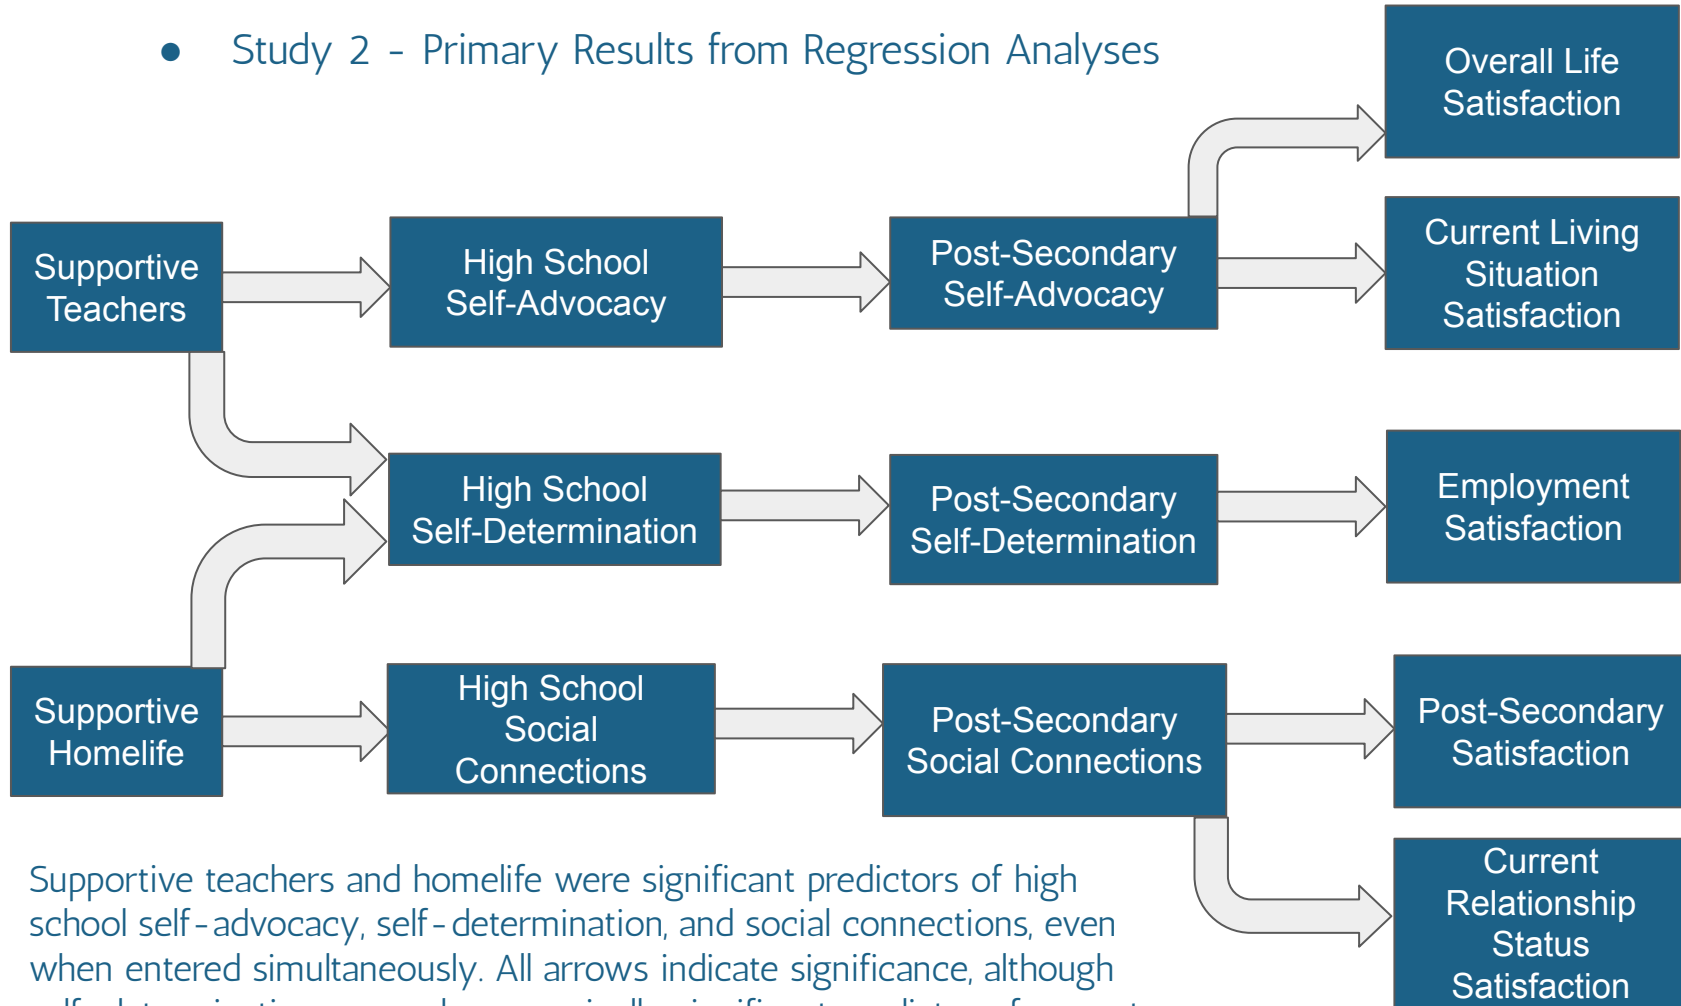 ● Study 2 - Primary Results from Regression Analyses
Overall Life
Satisfaction
Supportive
Teachers
High School
Self-Advocacy
Post-Secondary
Self-Advocacy
Current Living
Situation
Satisfaction
High School
Self-Determination
Post-Secondary
Self-Determination
Employment
Satisfaction
Supportive
Homelife
High School
Social
Connections
Post-Secondary
Social Connections
Post-Secondary
Satisfaction
Current
Relationship
Status
Satisfaction
Supportive teachers and homelife were significant predictors of high
school self-advocacy, self-determination, and social connections, even
when entered simultaneously. All arrows indicate significance, although